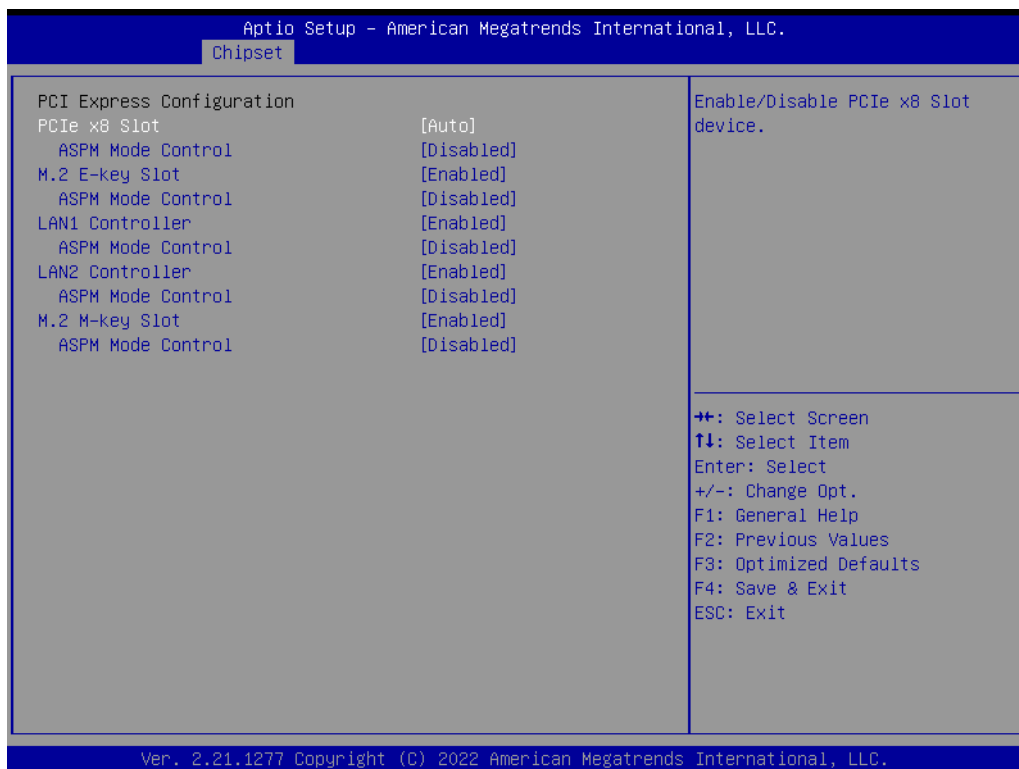 Aptio Setup – American Megatrends International, LLC.
Chipset
PCI Express Configuration
PCIe x8 Slot [Auto]
ASPM Mode Control [Disabled]
M.2 E-key Slot [Enabled]
ASPM Mode Control [Disabled]
LAN1 Controller [Enabled]
ASPM Mode Control [Disabled]
LAN2 Controller [Enabled]
ASPM Mode Control [Disabled]
M.2 M-key Slot [Enabled]
ASPM Mode Control [Disabled]
Enable/Disable PCIe x8 Slot
device.
→←: Select Screen
↑↓: Select Item
Enter: Select
+/-: Change Opt.
F1: General Help
F2: Previous Values
F3: Optimized Defaults
F4: Save & Exit
ESC: Exit
Ver. 2.21.1277 Copyright (C) 2022 American Megatrends International, LLC.